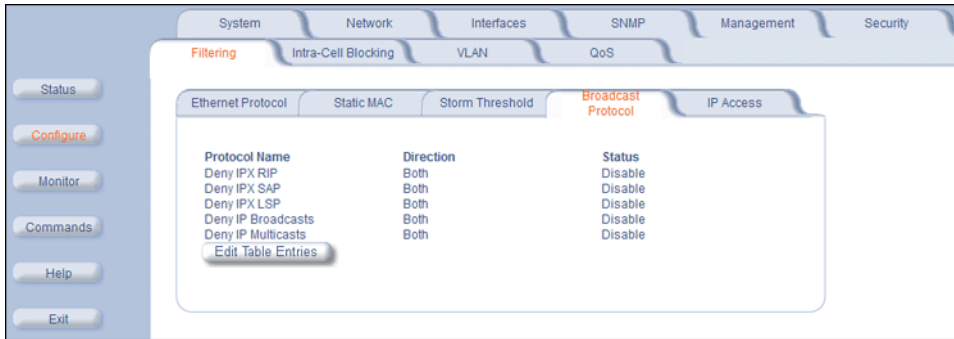 System Network Interfaces SNMP Management Security
Filtering Intra-Cell Blocking VLAN QoS
Status
Configure
Monitor
Commands
Help
Exit
Ethernet Protocol Static MAC Storm Threshold Broadcast Protocol IP Access
Protocol Name Direction Status
Deny IPX RIP Both Disable
Deny IPX SAP Both Disable
Deny IPX LSP Both Disable
Deny IP Broadcasts Both Disable
Deny IP Multicasts Both Disable
Edit Table Entries